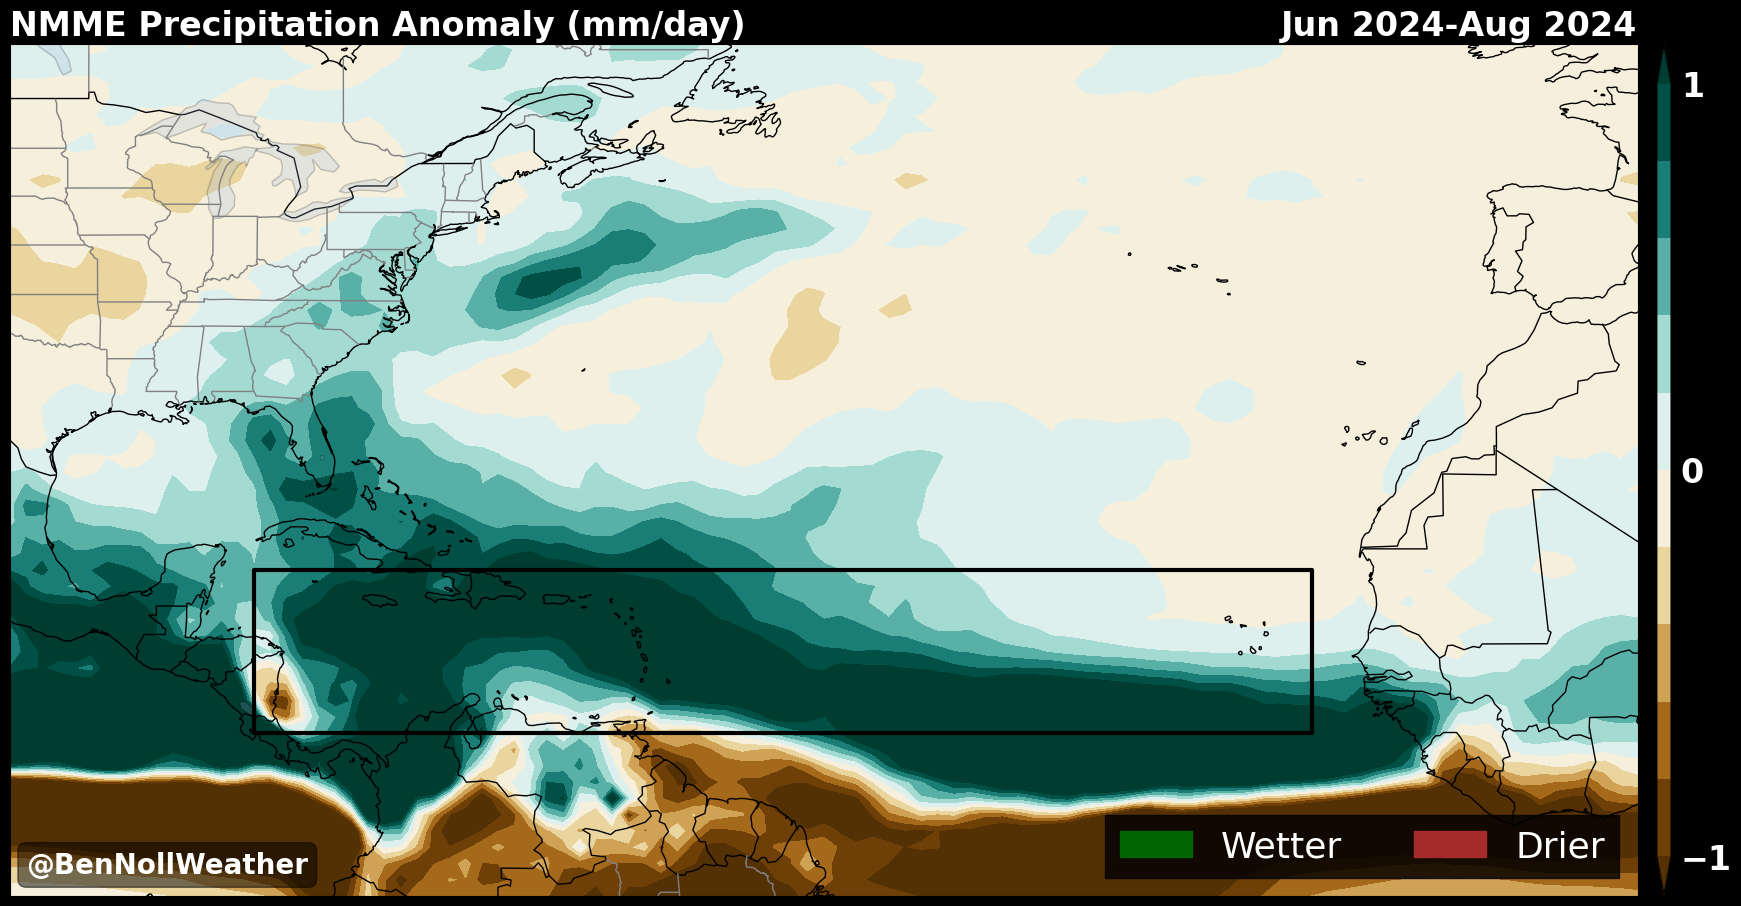 NMME Precipitation Anomaly (mm/day)
Jun 2024-Aug 2024
1
0
−1
Wetter
Drier
@BenNollWeather